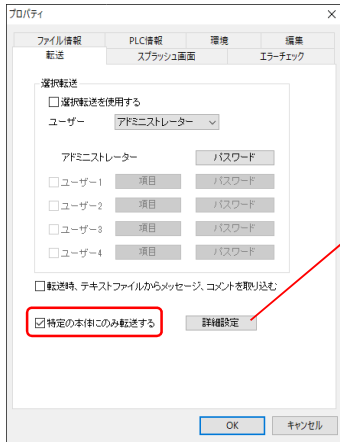 プロパティ
ファイル情報 PLC情報 環境 編集
転送 スプラッシュ画面 エラーチェック
選択転送
選択転送を使用する
ユーザー アドミニストレーター
アドミニストレーター パスワード
ユーザー1 項目 パスワード
ユーザー2 項目 パスワード
ユーザー3 項目 パスワード
ユーザー4 項目 パスワード
転送時、テキストファイルからメッセージ、コメントを取り込む
特定の本体にのみ転送する 詳細設定
OK キャンセル